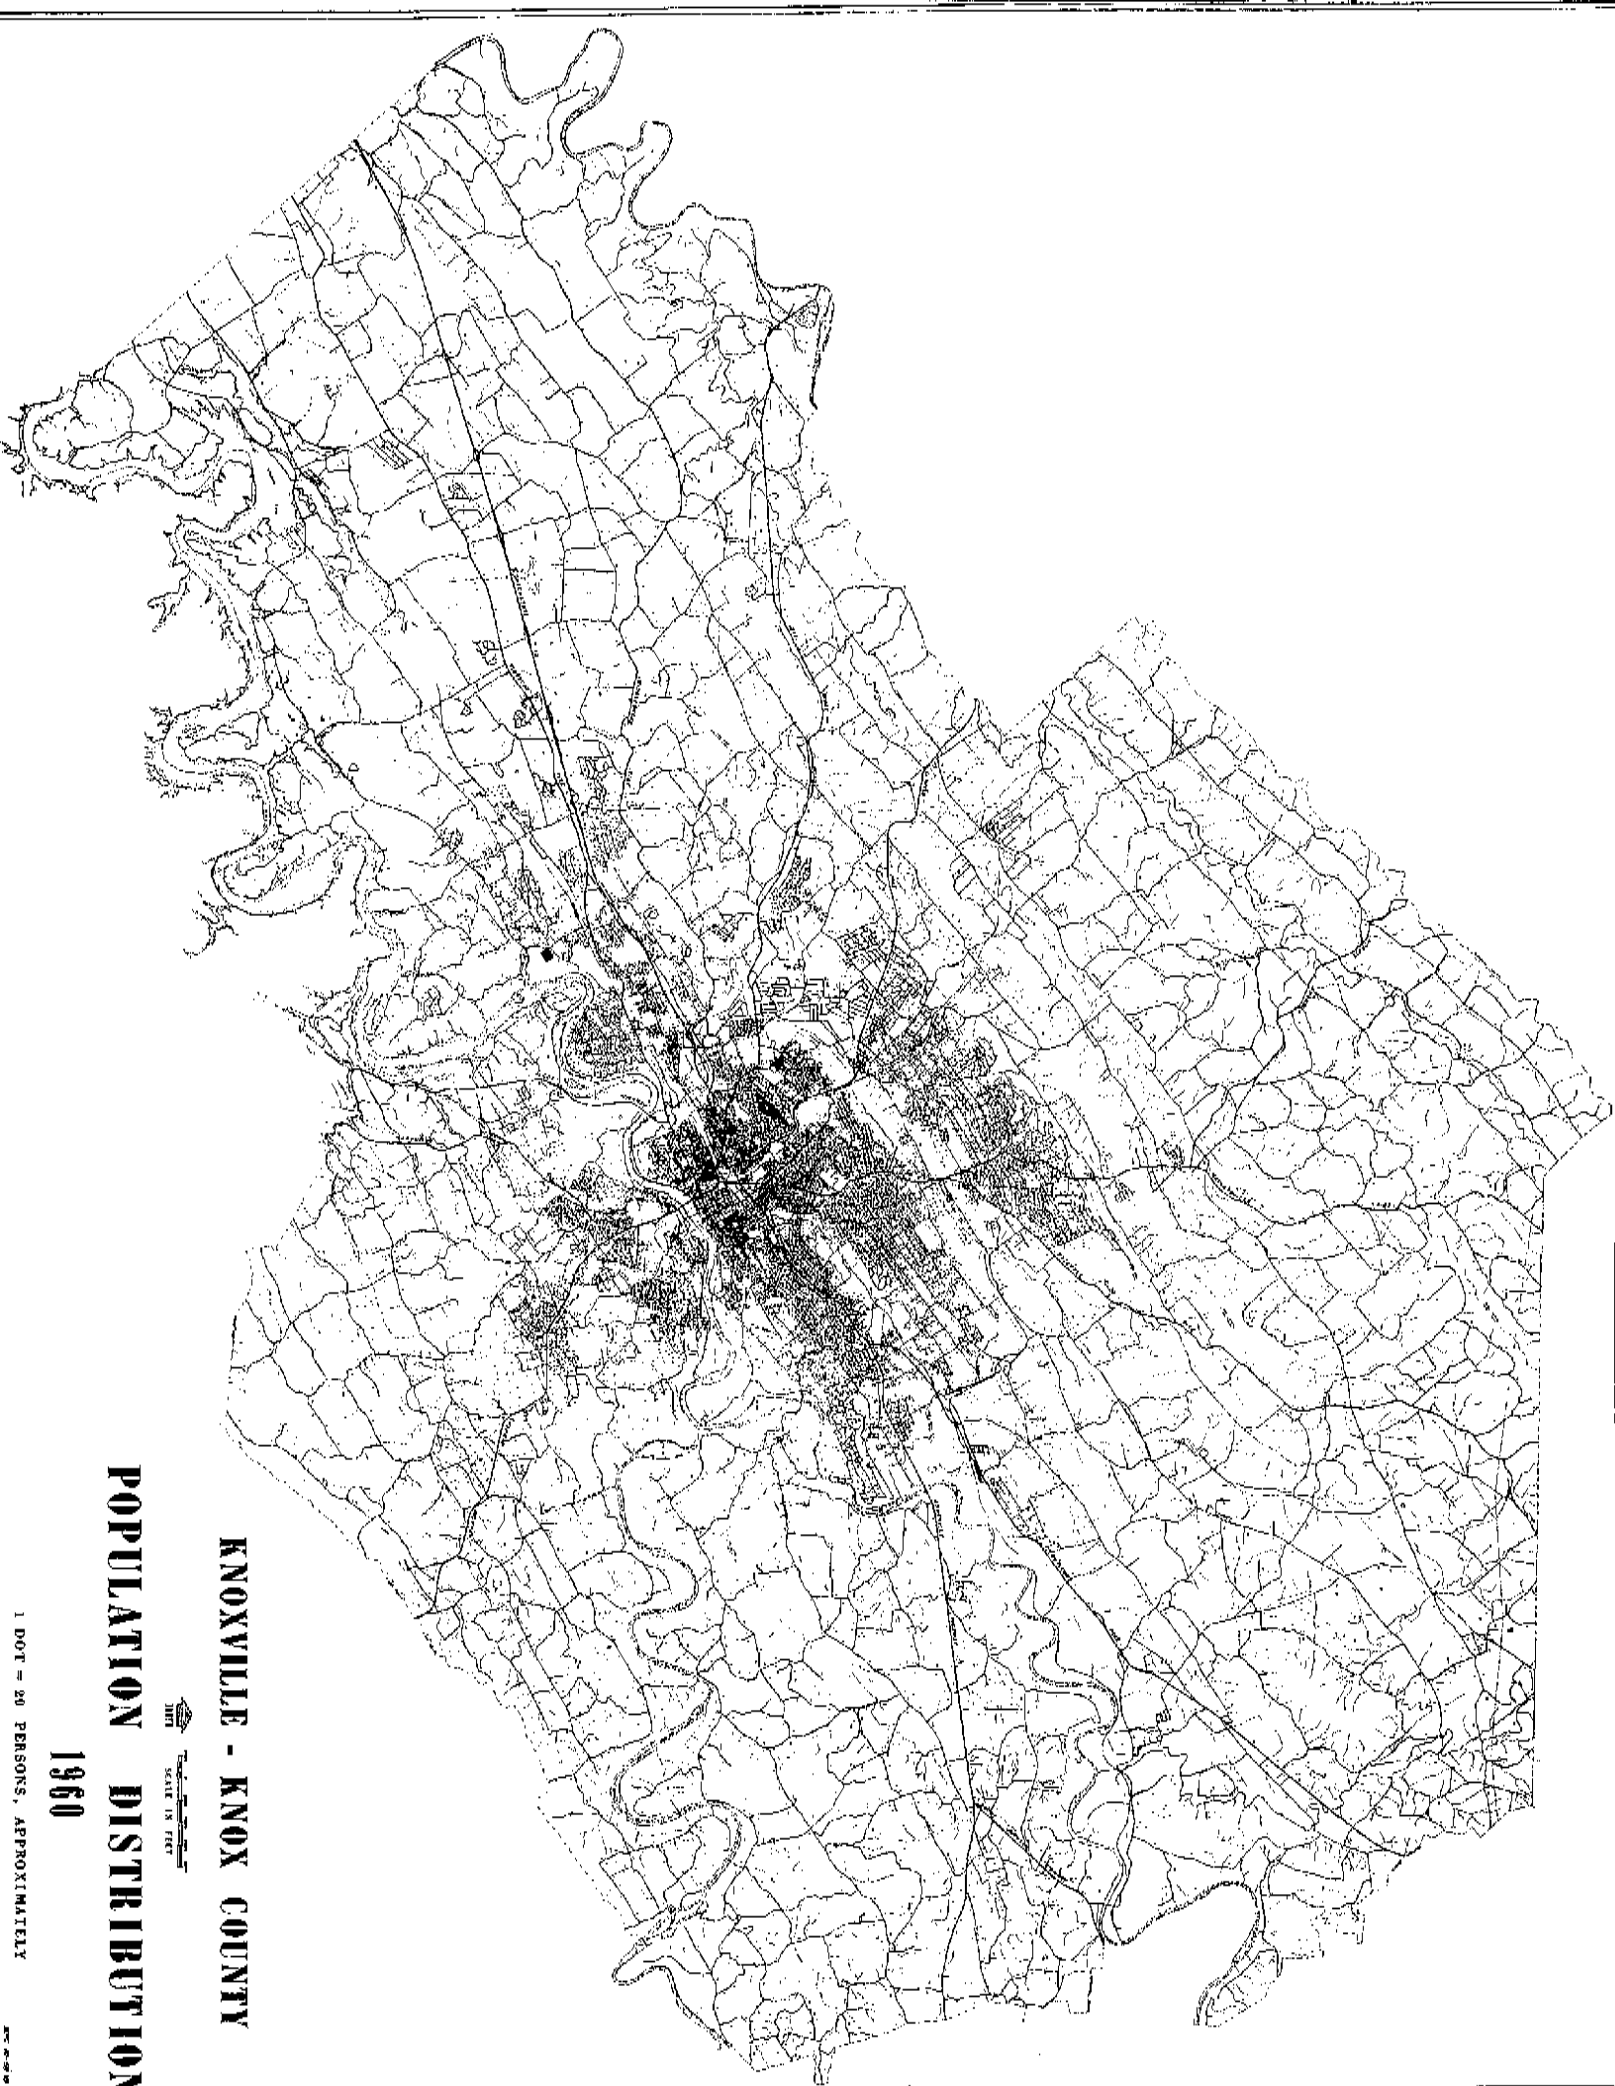 KNOXVILLE - KNOX COUNTY
SCALE IN FEET
POPULATION DISTRIBUTION
1960
1 DOT = 20 PERSONS, APPROXIMATELY